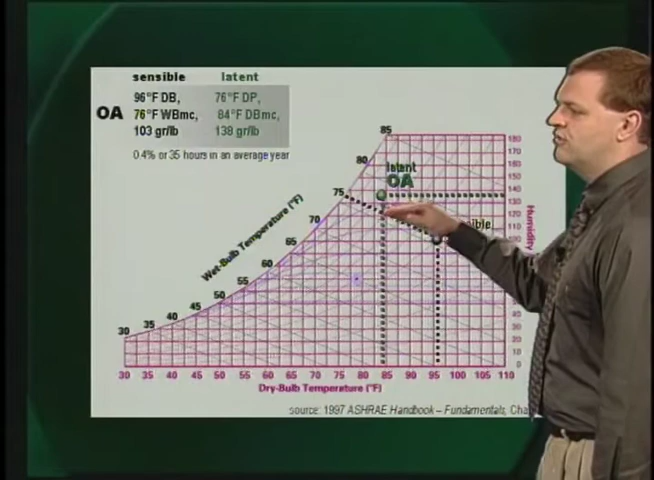 sensible latent
96°F DB, 76°F DP,
OA 76°F WBmc, 84°F DBmc,
103 gr/lb 138 gr/lb
0.4% or 35 hours in an average year
85
80
75
70
65
60
55
50
45
40
35
30
latent
OA
Wet-Bulb Temperature (°F)
180
170
160
150
140
130
120
110
100
Humidity
40
30
20
10
0
30 35 40 45 50 55 60 65 70 75 80 85 90 95 100 105 110
Dry-Bulb Temperature (°F)
source: 1997 ASHRAE Handbook – Fundamentals, Cha